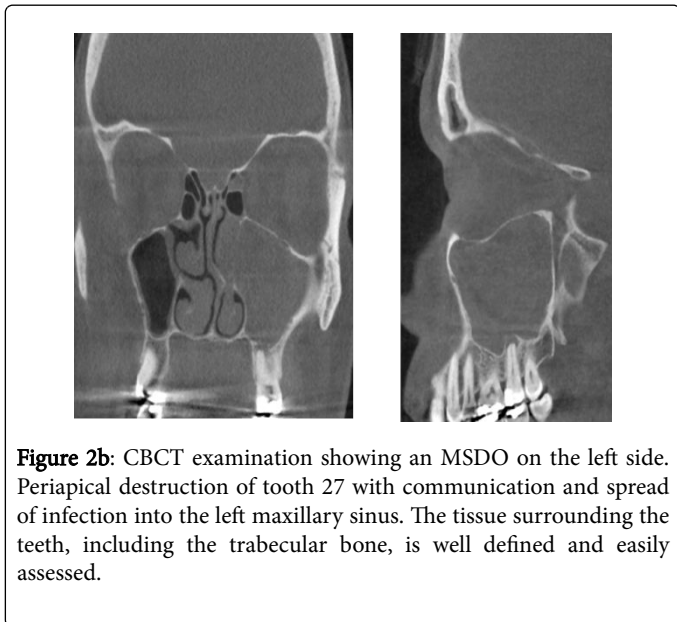 Figure 2b: CBCT examination showing an MSDO on the left side.
Periapical destruction of tooth 27 with communication and spread
of infection into the left maxillary sinus. The tissue surrounding the
teeth, including the trabecular bone, is well defined and easily
assessed.